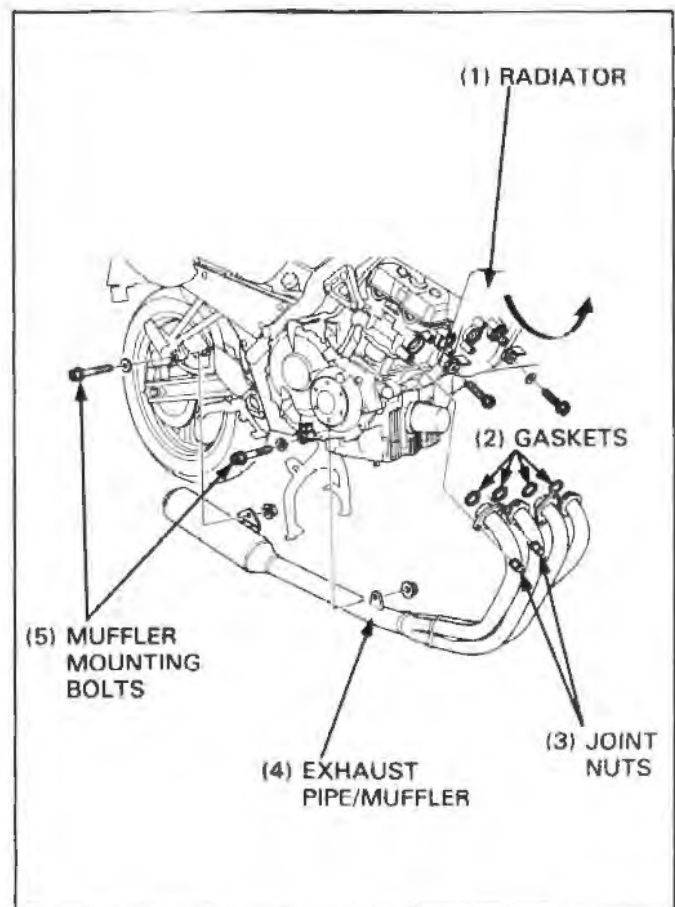 (1) RADIATOR
(2) GASKETS
(5) MUFFLER
MOUNTING
BOLTS
(3) JOINT
NUTS
(4) EXHAUST
PIPE/MUFFLER